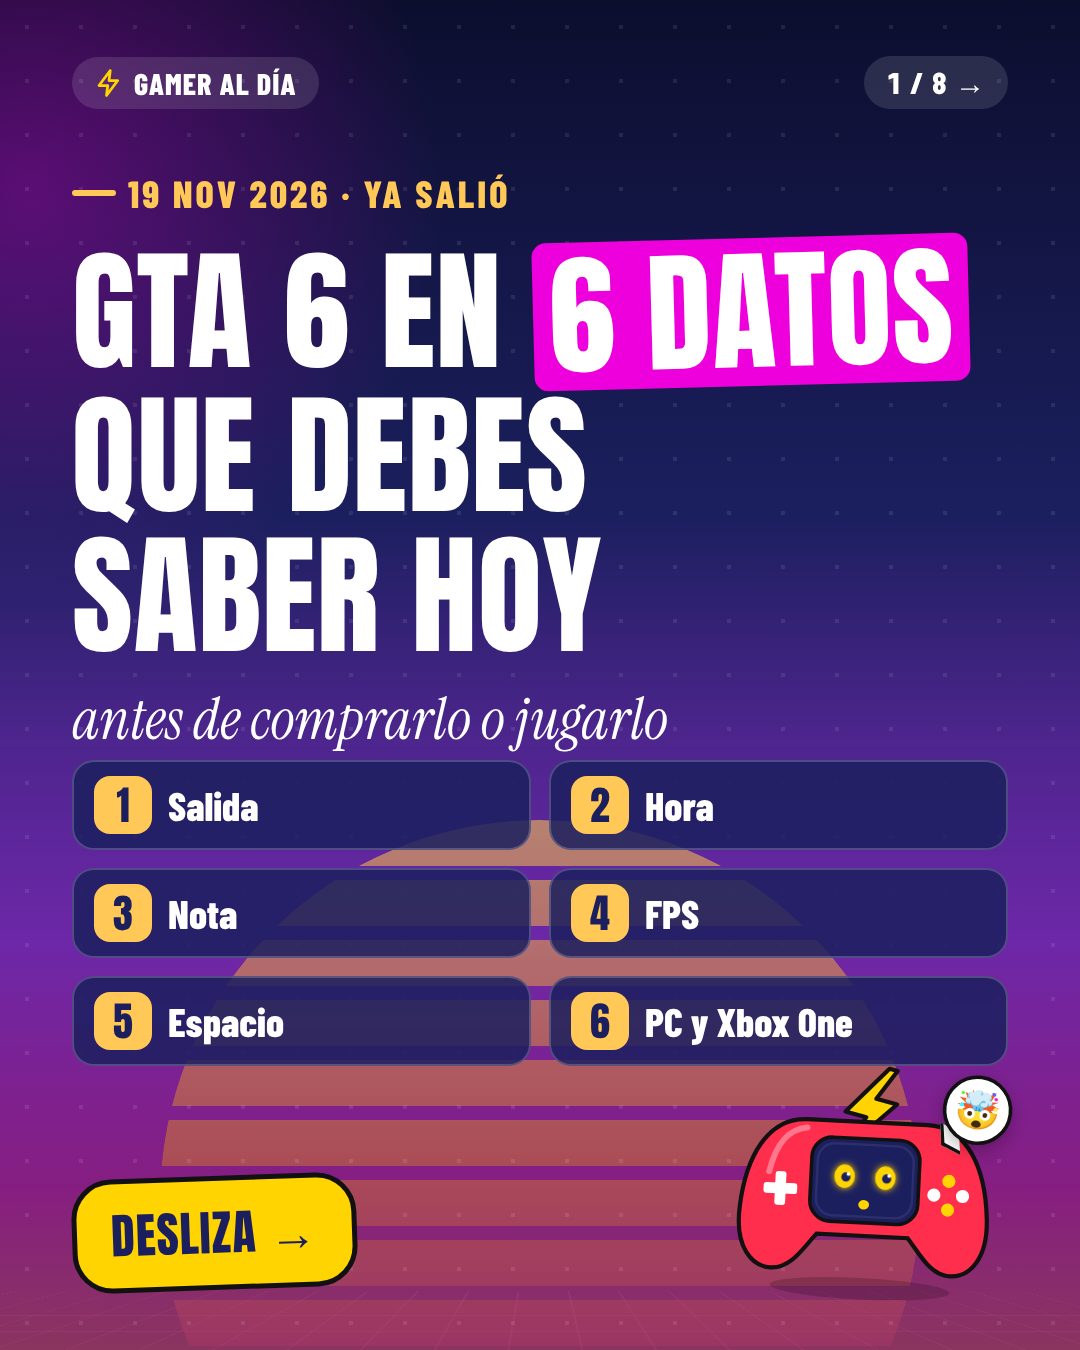 GAMER AL DÍA
1 / 8 →
19 NOV 2026 · YA SALIÓ
GTA 6 EN 6 DATOS
QUE DEBES
SABER HOY
antes de comprarlo o jugarlo
1 Salida
2 Hora
3 Nota
4 FPS
5 Espacio
6 PC y Xbox One
DESLIZA →